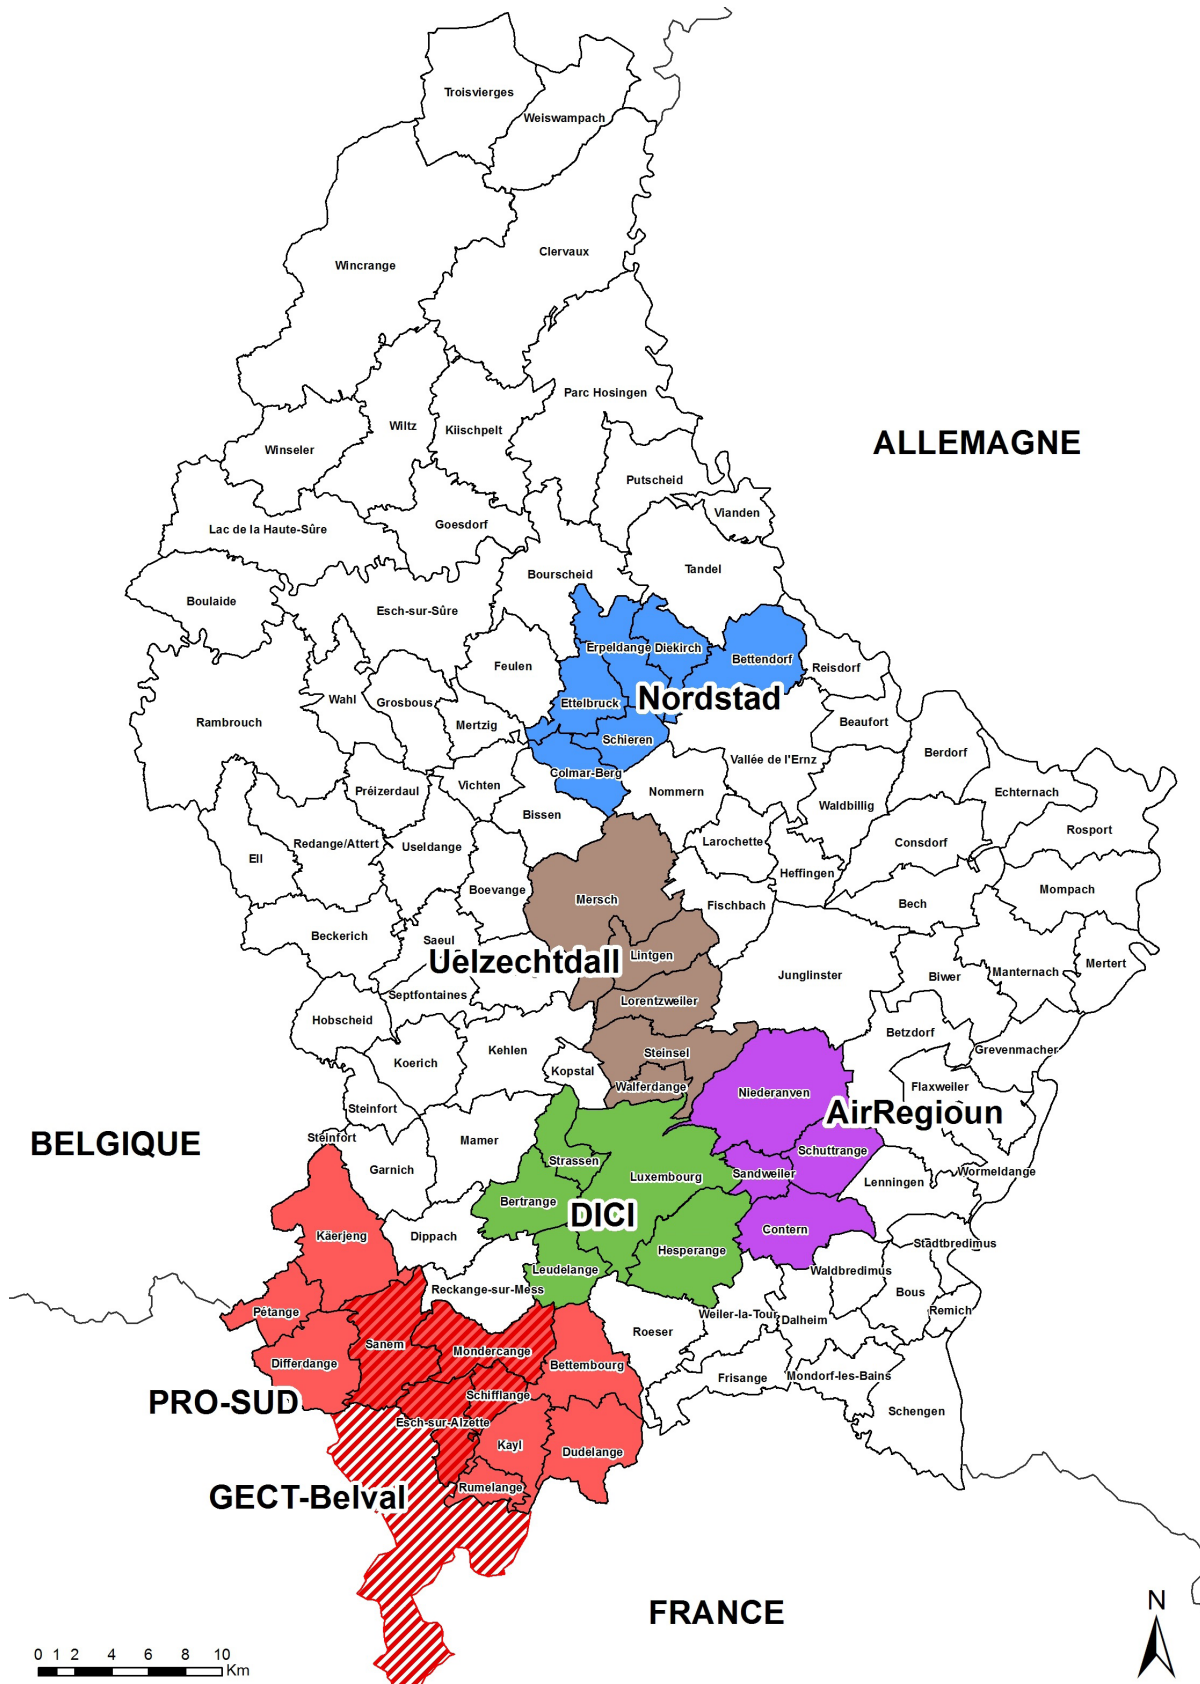 Troisvierges
Weiswampach
Clervaux
Wincrange
Parc Hosingen
Wiltz
Kiischpelt
Winseler
Putscheid
Vianden
Lac de la Haute-Sûre
Goesdorf
Tandel
Bourscheid
Boulaide
Esch-sur-Sûre
ALLEMAGNE
Erpeldange
Diekirch
Bettendorf
Feulen
Reisdorf
Wahl
Grosbous
Ettelbruck
Nordstad
Rambrouch
Mertzig
Beaufort
Schieren
Berdorf
Vallée de l'Ernz
Colmar-Berg
Préizerdaul
Vichten
Nommern
Echternach
Waldbillig
Bissen
Rosport
Redange/Attert
Useldange
Larochette
Consdorf
Ell
Heffingen
Boevange
Mompach
Mersch
Fischbach
Bech
Beckerich
Saeul
Uelzechtdall
Lintgen
Junglinster
Biwer
Manternach
Mertert
Septfontaines
Lorentzweiler
Hobscheid
Betzdorf
Kehlen
Steinsel
Grevenmacher
Koerich
Kopstal
Walferdange
Niederanven
Flaxweiler
AirRegioun
Steinfort
Steinfort
BELGIQUE
Mamer
Garnich
Strassen
Luxembourg
Sandweiler
Schuttrange
Lenningen
Wormeldange
Bertrange
DICI
Contern
Käerjeng
Dippach
Hesperange
Stadtbredimus
Leudelange
Waldbredimus
Reckange-sur-Mess
Bous
Pétange
Weiler-la-Tour
Dalheim
Remich
Roeser
Sanem
Mondercange
Differdange
Bettembourg
Frisange
Mondorf-les-Bains
PRO-SUD
Schifflange
Schengen
Esch-sur-Alzette
Kayl
Dudelange
Rumelange
GECT-Belval
FRANCE
N
0 1 2 4 6 8 10
Km